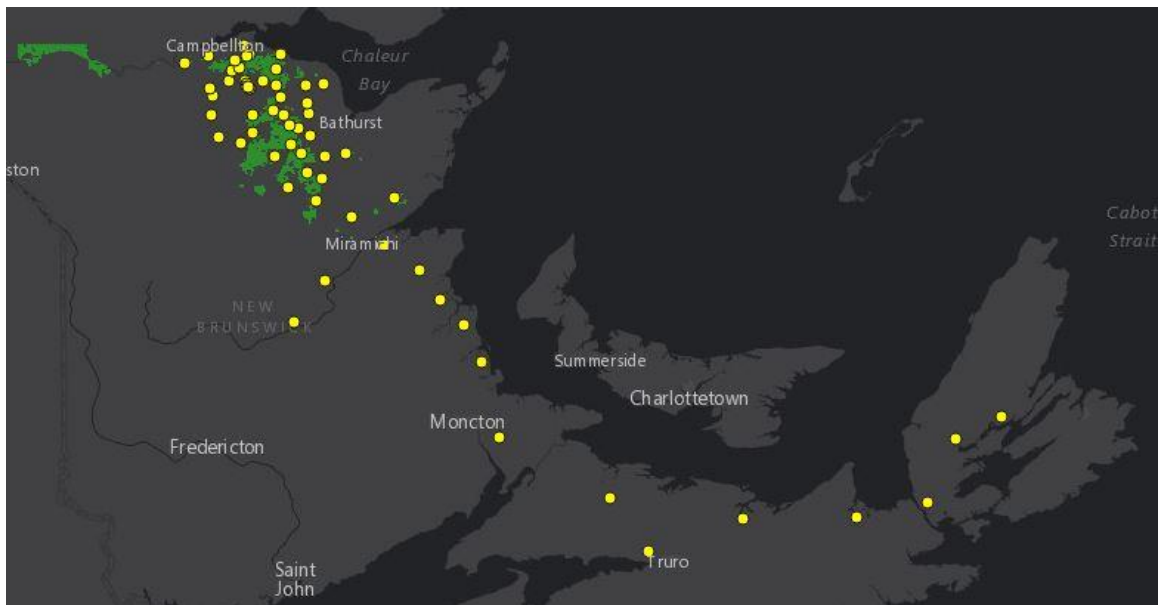 Campbellton
Chaleur
Bay
Bathurst
ston
Cabot
Strait
Miramichi
NEW
BRUNSWICK
Summerside
Charlottetown
Moncton
Fredericton
Truro
Saint
John